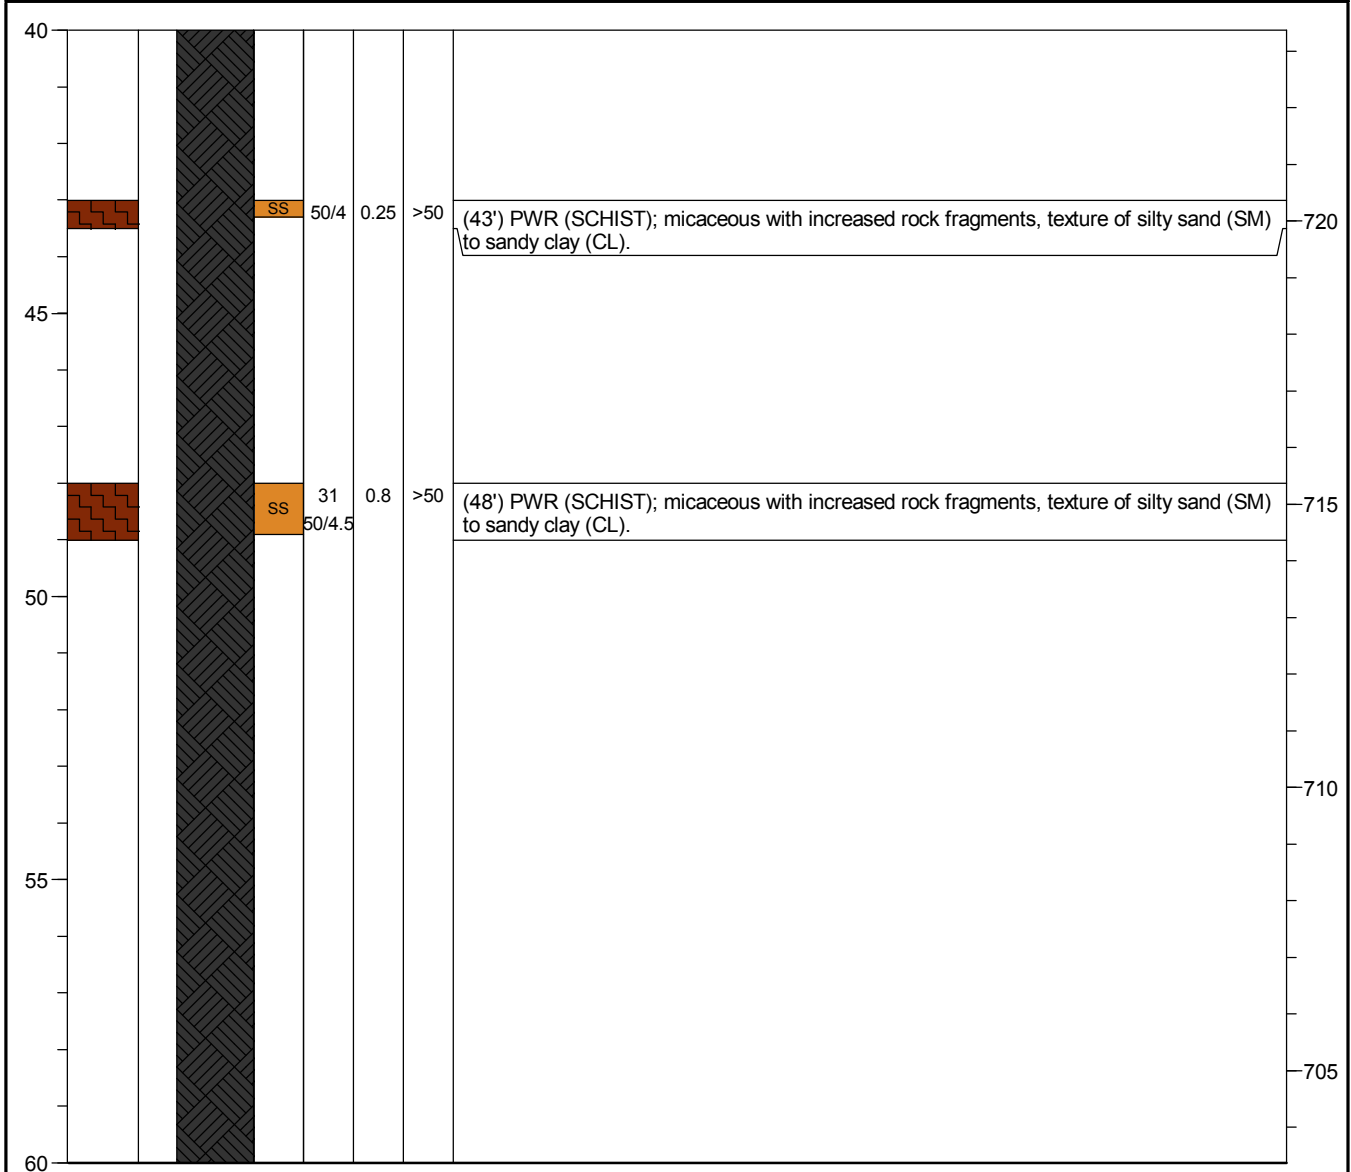 40
SS 50/4 0.25 >50 (43') PWR (SCHIST); micaceous with increased rock fragments, texture of silty sand (SM) 720
to sandy clay (CL).
45
31 0.8 >50 (48') PWR (SCHIST); micaceous with increased rock fragments, texture of silty sand (SM) 715
SS
50/4.5 to sandy clay (CL).
50
710
55
705
60